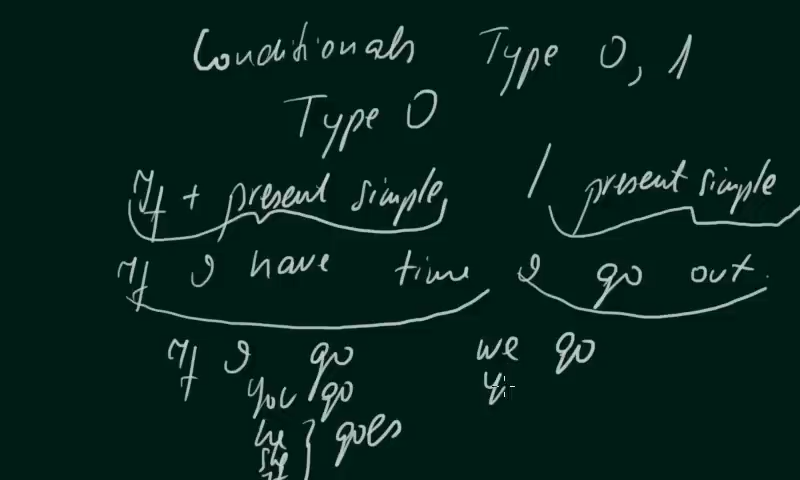 Conditionals Type 0, 1
Type 0
If + present simple / present simple
If I have time I go out.
If I go we go
you go y
he } goes
she
it